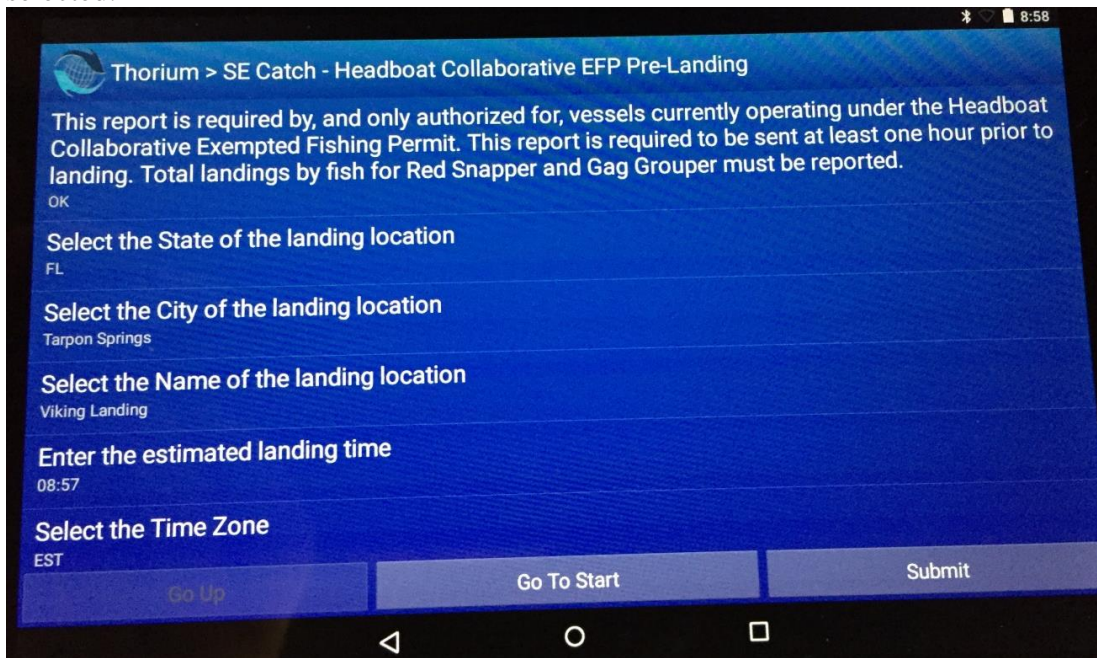 8:58
Thorium > SE Catch - Headboat Collaborative EFP Pre-Landing
This report is required by, and only authorized for, vessels currently operating under the Headboat
Collaborative Exempted Fishing Permit. This report is required to be sent at least one hour prior to
landing. Total landings by fish for Red Snapper and Gag Grouper must be reported.
OK
Select the State of the landing location
FL
Select the City of the landing location
Tarpon Springs
Select the Name of the landing location
Viking Landing
Enter the estimated landing time
08:57
Select the Time Zone
EST
Go Up
Go To Start
Submit